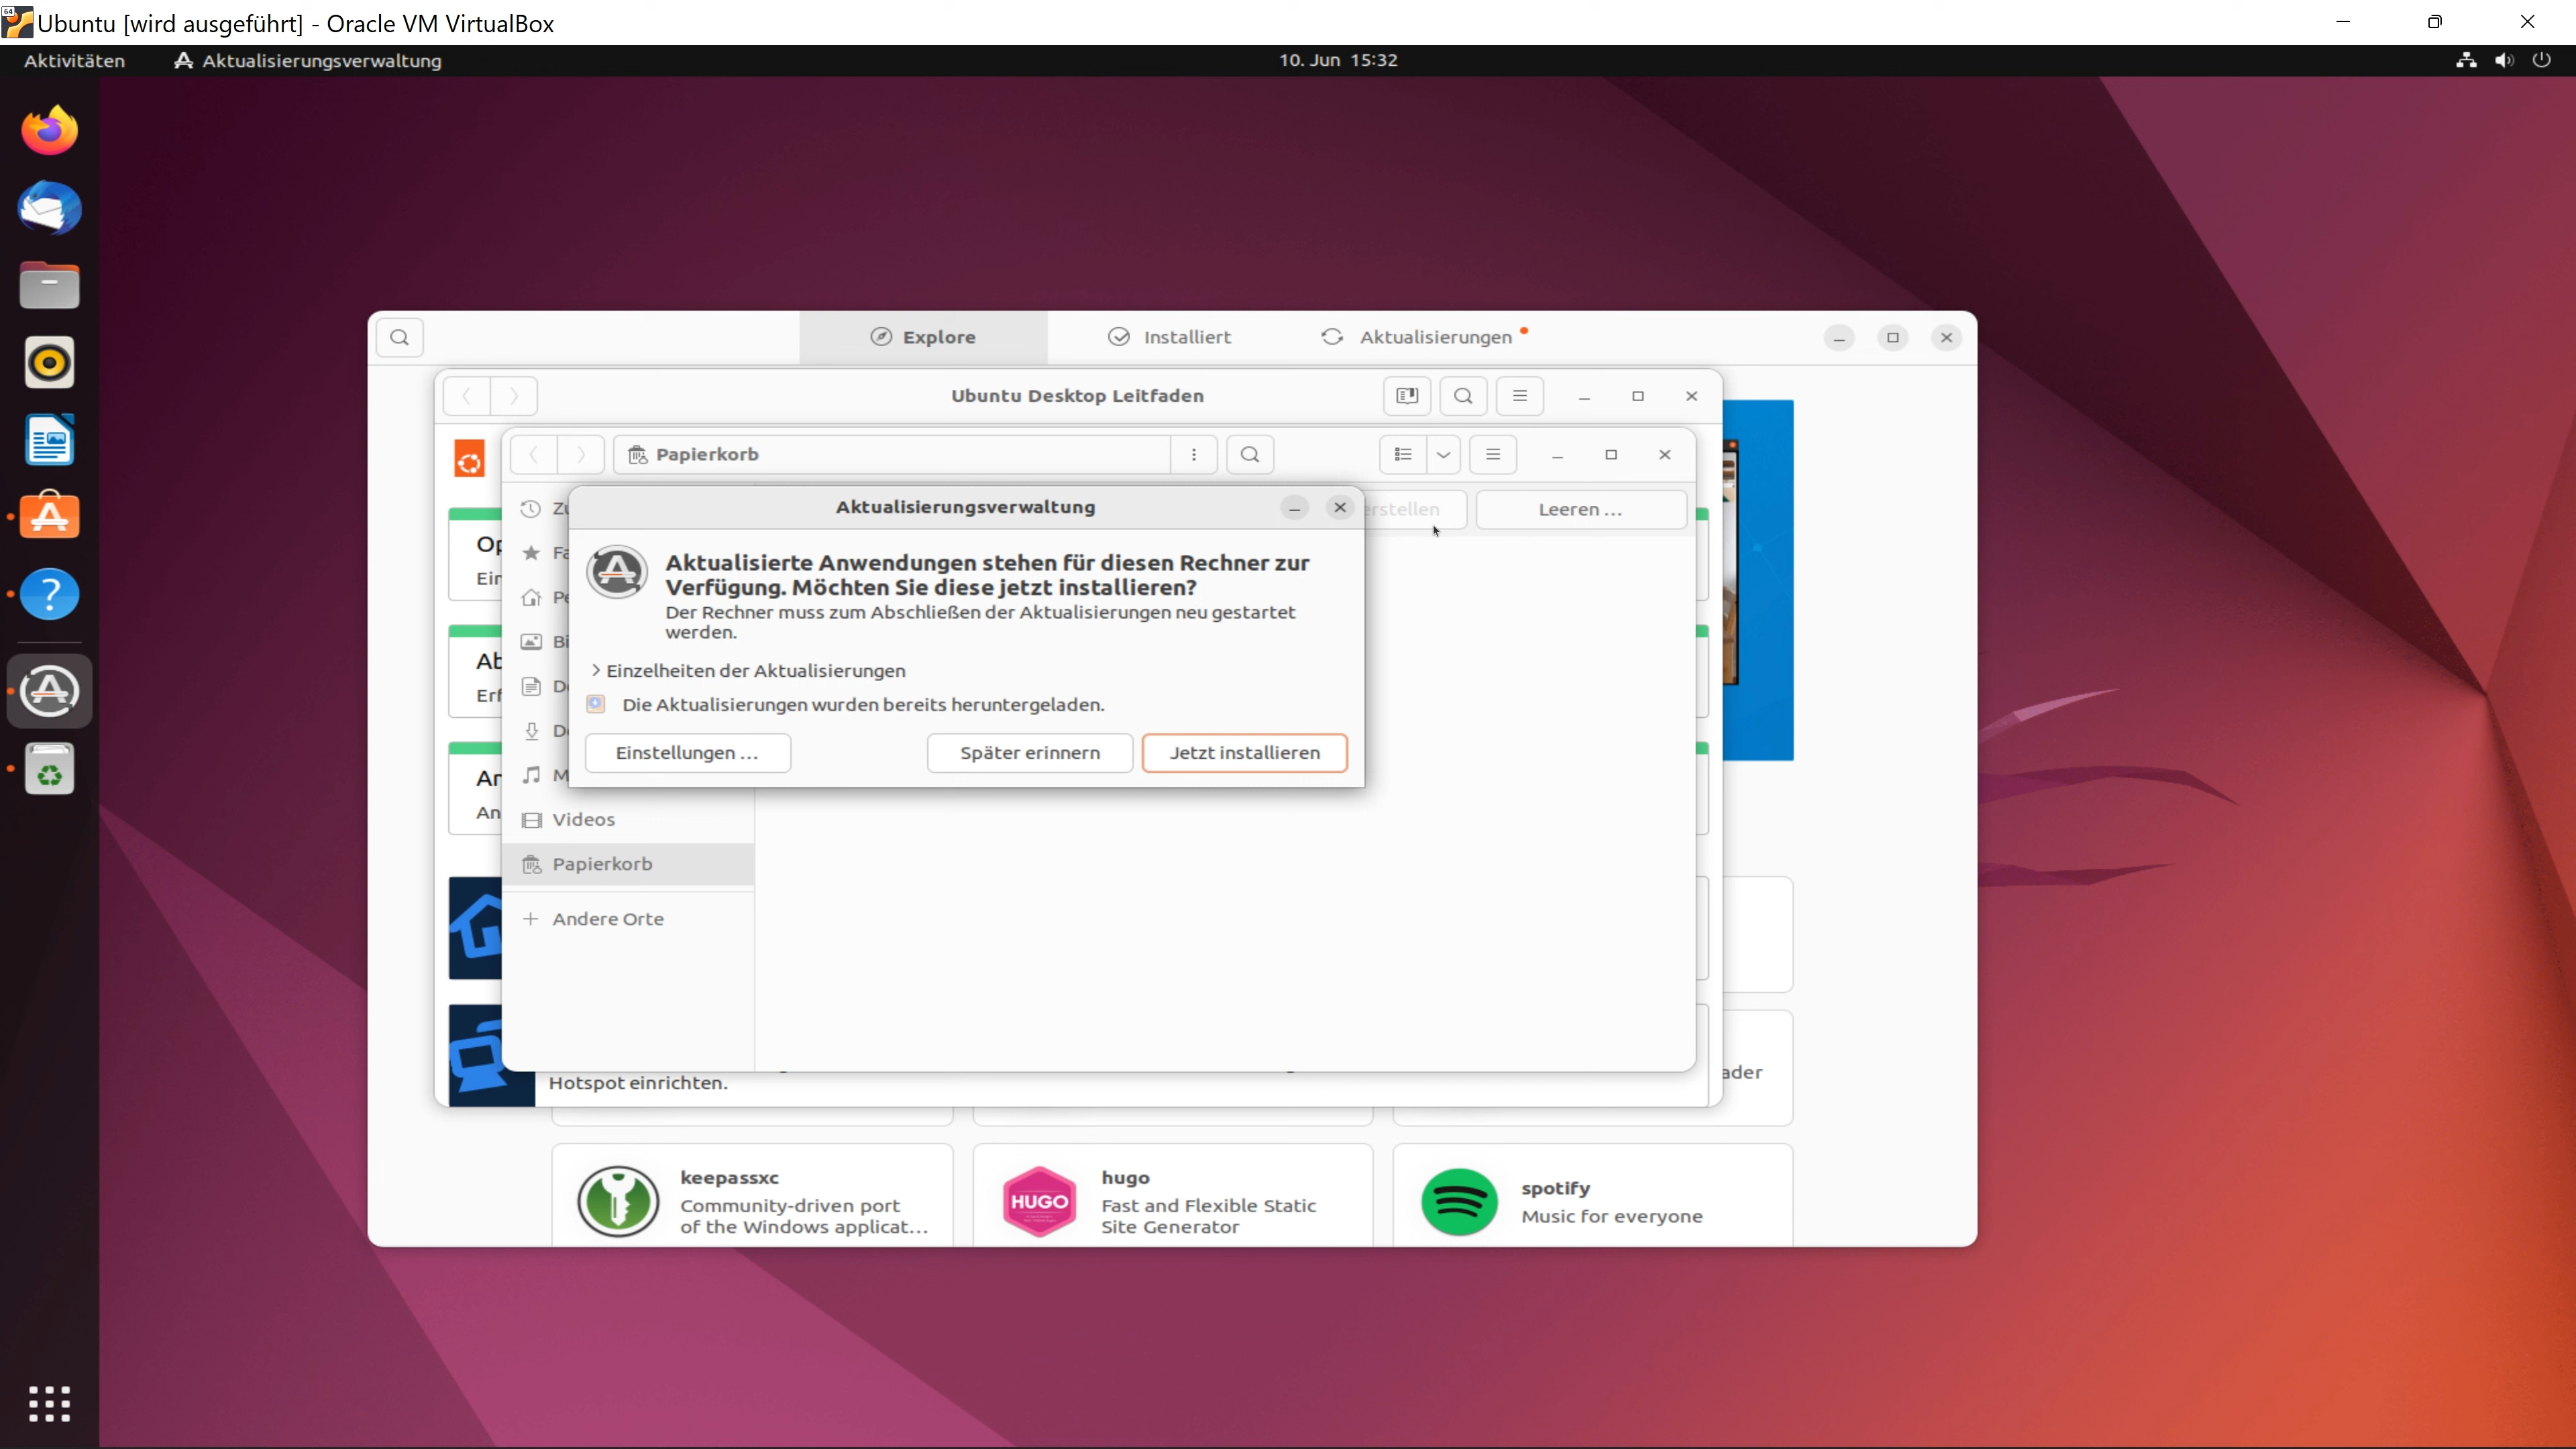 64
Ubuntu [wird ausgeführt] - Oracle VM VirtualBox
Aktivitäten
Aktualisierungsverwaltung
10. Jun 15:32
Explore
Installiert
Aktualisierungen
Ubuntu Desktop Leitfaden
Papierkorb
Leeren ...
Aktualisierungsverwaltung
Aktualisierte Anwendungen stehen für diesen Rechner zur
Verfügung. Möchten Sie diese jetzt installieren?
Der Rechner muss zum Abschließen der Aktualisierungen neu gestartet
werden.
Einzelheiten der Aktualisierungen
Die Aktualisierungen wurden bereits heruntergeladen.
Einstellungen ...
Später erinnern
Jetzt installieren
Videos
Papierkorb
Andere Orte
Hotspot einrichten.
keepassxc
Community-driven port
of the Windows applicat...
HUGO
hugo
Fast and Flexible Static
Site Generator
spotify
Music for everyone